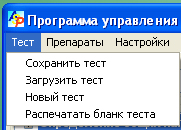 Программа управления
Тест Препараты Настройки
Сохранить тест
Загрузить тест
Новый тест
Распечатать бланк теста